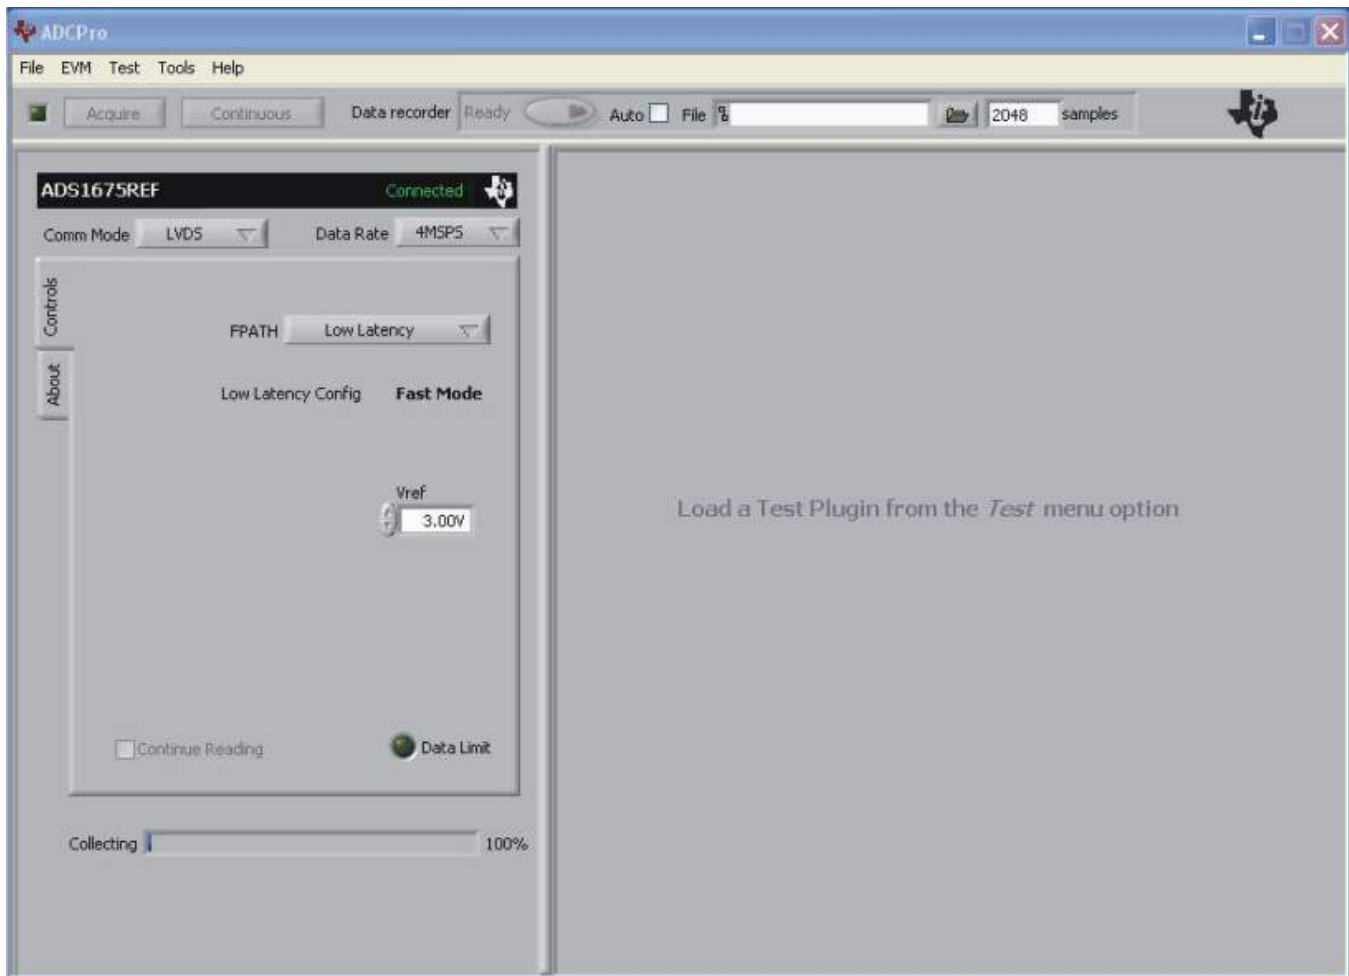 ADCPro
File EVM Test Tools Help
Acquire Continuous Data recorder Ready Auto File 2048 samples
ADS1675REF Connected
Comm Mode LVDS Data Rate 4MSPS
Controls
About
FPATH Low Latency
Low Latency Config Fast Mode
Vref
3.00V
Continue Reading Data Limit
Collecting 100%
Load a Test Plugin from the Test menu option